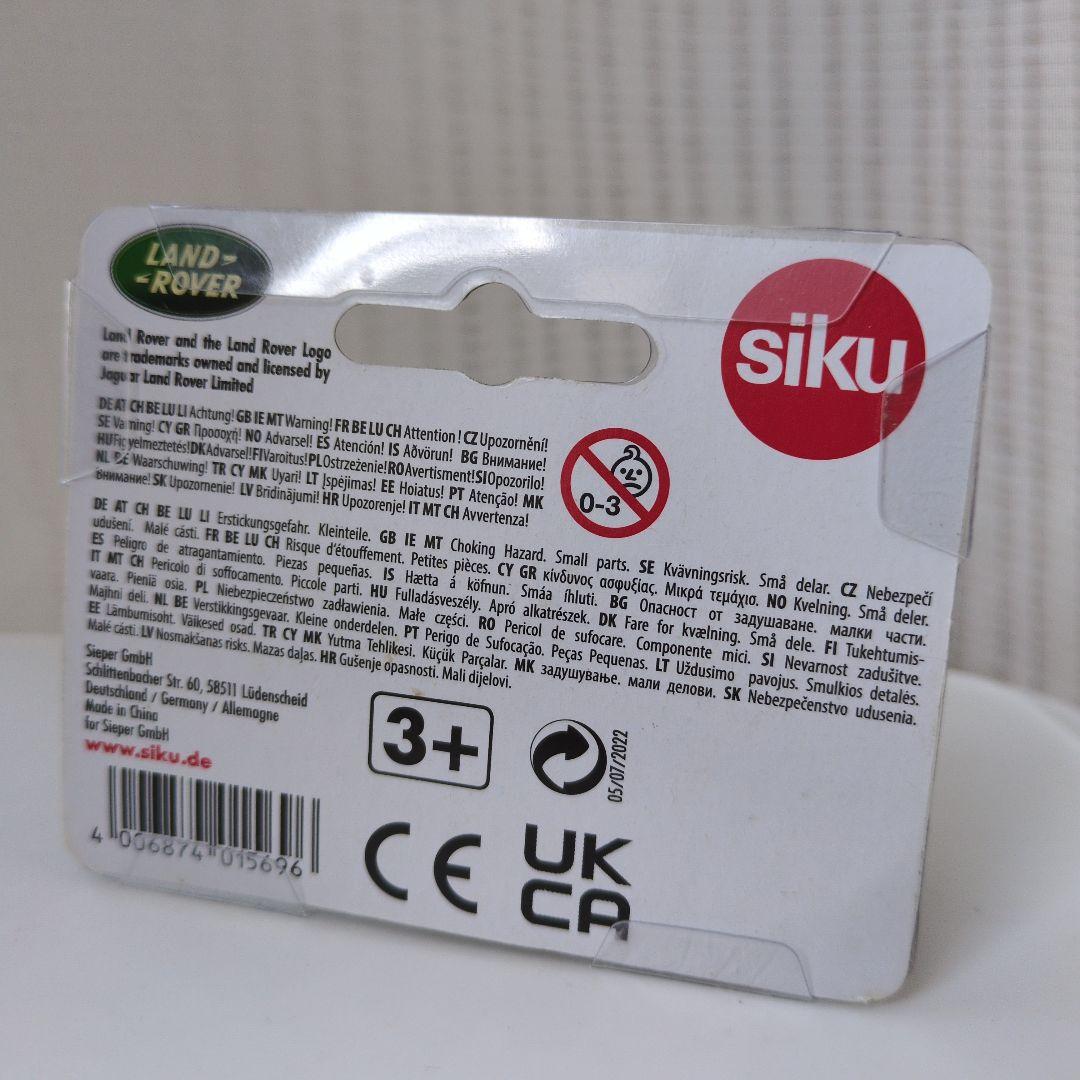 LAND-
-ROVER
siku
Land Rover and the Land Rover Logo
are trademarks owned and licensed by
Jaguar Land Rover Limited
DE AT CH BE LU LI Achtung! GB IE MT Warning! FR BE LU CH Attention! CZ Upozornění!
SE Varning! CY GR Προσοχή! NO Advarsel! ES Atención! IS Aðvörun! BG Внимание!
HU Figyelmeztetés! DK Advarsel! FI Varoitus! PL Ostrzeżenie! RO Avertisment! SI Opozorilo!
NL BE Waarschuwing! TR CY MK Uyari! LT Įspėjimas! EE Hoiatus! PT Atenção! MK
Внимание! SK Upozornenie! LV Brīdinājumi! HR Upozorenje! IT MT CH Avvertenza!
0-3
DE AT CH BE LU LI Erstickungsgefahr. Kleinteile. GB IE MT Choking Hazard. Small parts. SE Kvävningsrisk. Små delar. CZ Nebezpečí
udušení. Malé cásti. FR BE LU CH Risque d'étouffement. Petites pièces. CY GR κίνδυνος ασφυξίας. Μικρά τεμάχια. NO Kvelning. Små deler.
ES Peligro de atragantamiento. Piezas pequeñas. IS Hætta á köfnun. Smáa íhluti. BG Опасност от задушаване. малки части.
IT MT CH Pericolo di soffocamento. Piccole parti. HU Fulladásveszély. Apró alkatrészek. DK Fare for kvælning. Små dele. FI Tukehtumis-
vaara. Pieniä osia. PL Niebezpieczeństwo zadławienia. Małe części. RO Pericol de sufocare. Componente mici. SI Nevarnost zadušitve.
Majhni deli. NL BE Verstikkingsgevaar. Kleine onderdelen. PT Perigo de Sufocação. Peças Pequenas. LT Uždusimo pavojus. Smulkios detalės.
EE Lämbumisoht. Väikesed osad. TR CY MK Yutma Tehlikesi. Küçük Parçalar. MK задушување. мали делови. SK Nebezpečenstvo udusenia.
Malé cásti. LV Nosmakšanas risks. Mazas daļas. HR Gušenje opasnosti. Mali dijelovi.
Sieper GmbH
Schlittenbacher Str. 60, 58511 Lüdenscheid
Deutschland / Germany / Allemagne
Made in China
for Sieper GmbH
www.siku.de
3+
05/07/2022
4 006874 015696
CE
UK
CA